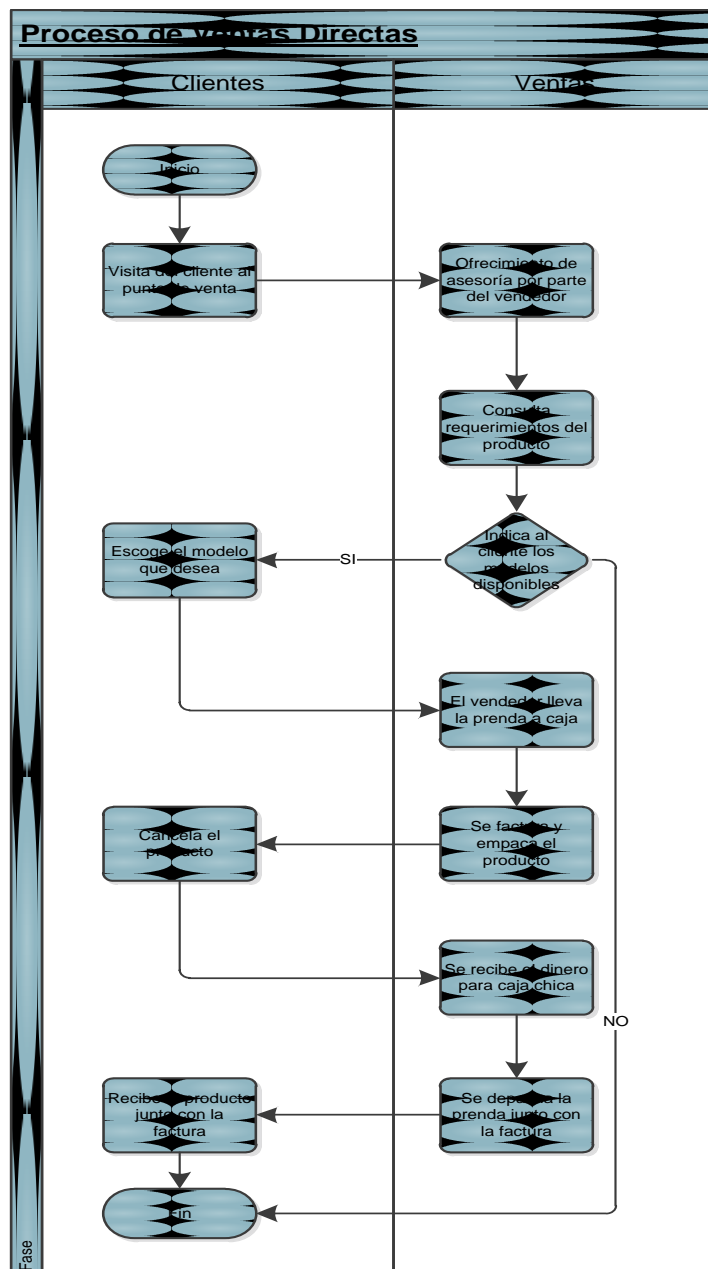 Proceso de Ventas Directas
Clientes
Ventas
Inicio
Visita del cliente al
punto de venta
Ofrecimiento de
asesoría por parte
del vendedor
Consulta
requerimientos del
producto
Indica al
cliente los
modelos
disponibles
SI
Escoge el modelo
que desea
El vendedor lleva
la prenda a caja
Se factura y
empaca el
producto
Cancela el
producto
Se recibe el dinero
para caja chica
NO
Se la
prenda junto con
la factura
Recibe producto
junto con la
factura
Fin
Fase